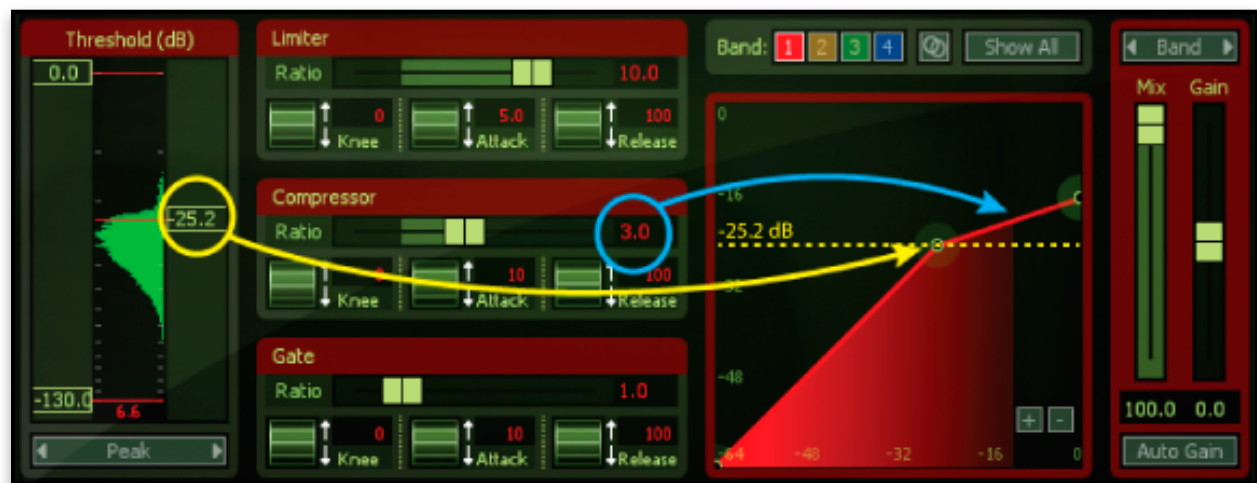 Threshold (dB)
0.0
-25.2
-130.0
6.6
Peak
Limiter
Ratio 10.0
0 5.0 100
Knee Attack Release
Compressor
Ratio 3.0
0 10 100
Knee Attack Release
Gate
Ratio 1.0
0 10 100
Knee Attack Release
Band: 1 2 3 4 Show All
0
-16
-25.2 dB
-32
-48
-64 -48 -32 -16 0
+ -
Band
Mix Gain
100.0 0.0
Auto Gain